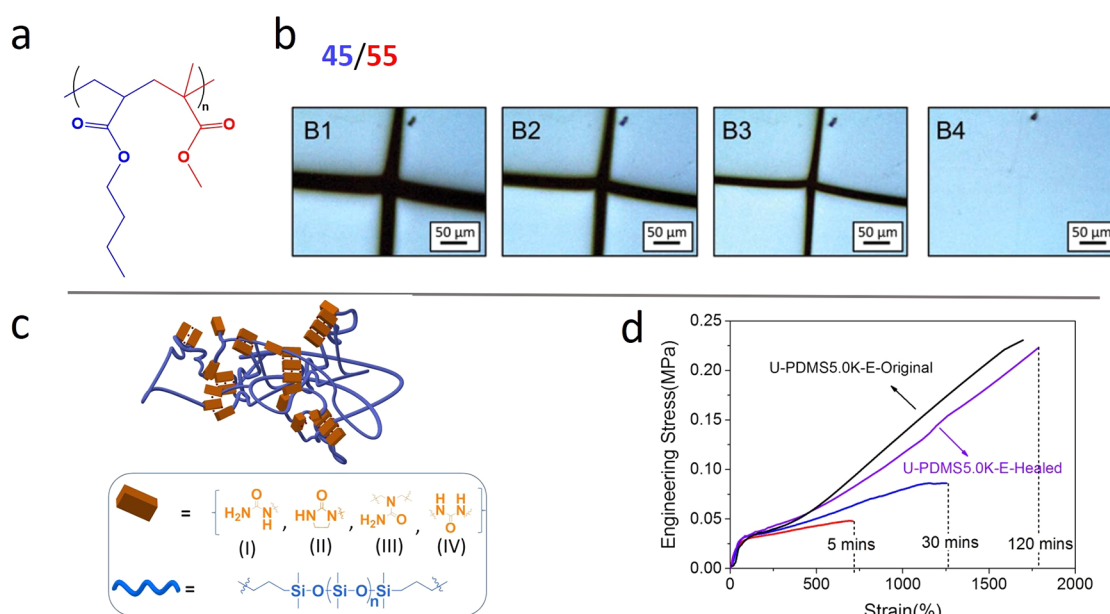 a
O
O
O
O
n
b
45/55
B1
50 µm
B2
50 µm
B3
50 µm
B4
50 µm
c
=
O
H₂N N
H
,
O
HN N
,
N
H₂N O
,
H H
N N
O
(I)
(II)
(III)
(IV)
=
Si-O(Si-O)Si
n
d
Engineering Stress(MPa)
0.25
0.20
0.15
0.10
0.05
0.00
U-PDMS5.0K-E-Original
U-PDMS5.0K-E-Healed
5 mins
30 mins
120 mins
0
500
1000
1500
2000
Strain(%)